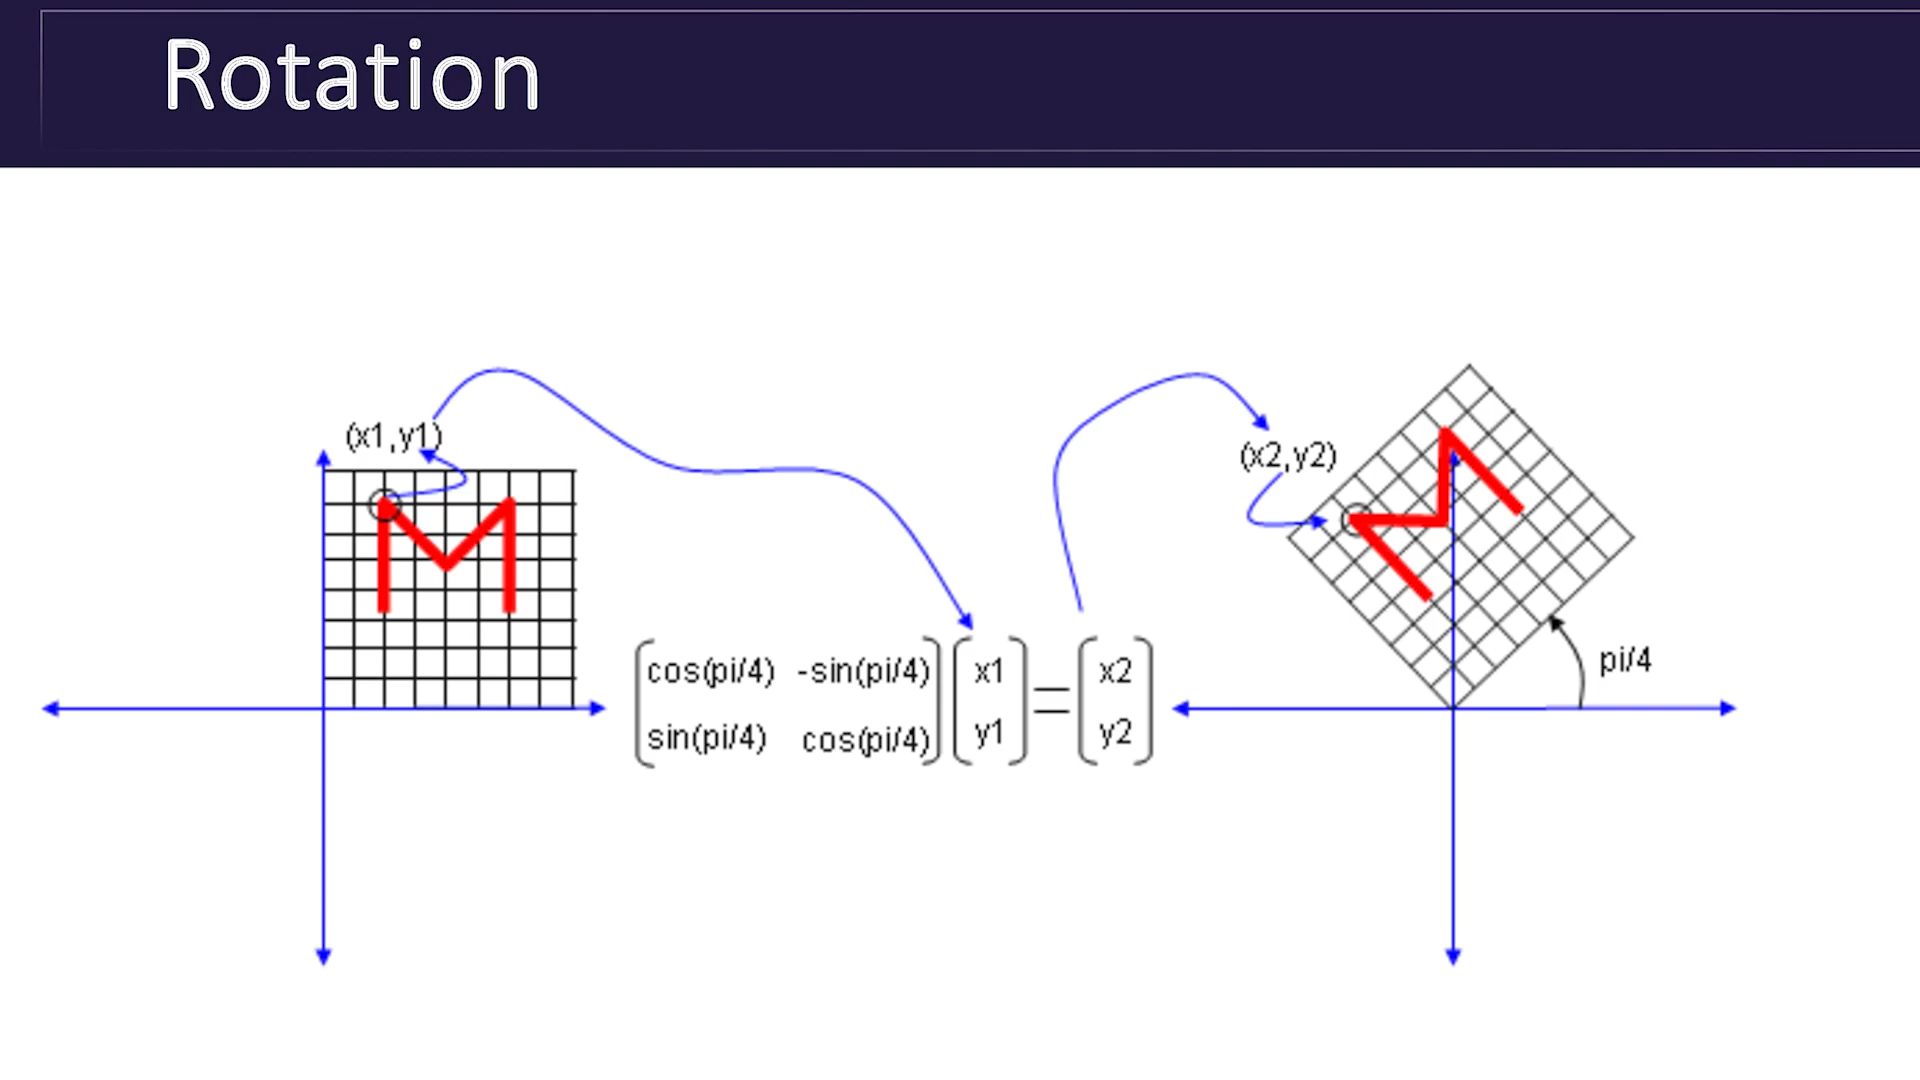 Rotation
(x1,y1)
(x2,y2)
cos(pi/4) -sin(pi/4) x1 = x2
sin(pi/4) cos(pi/4) y1 y2
pi/4